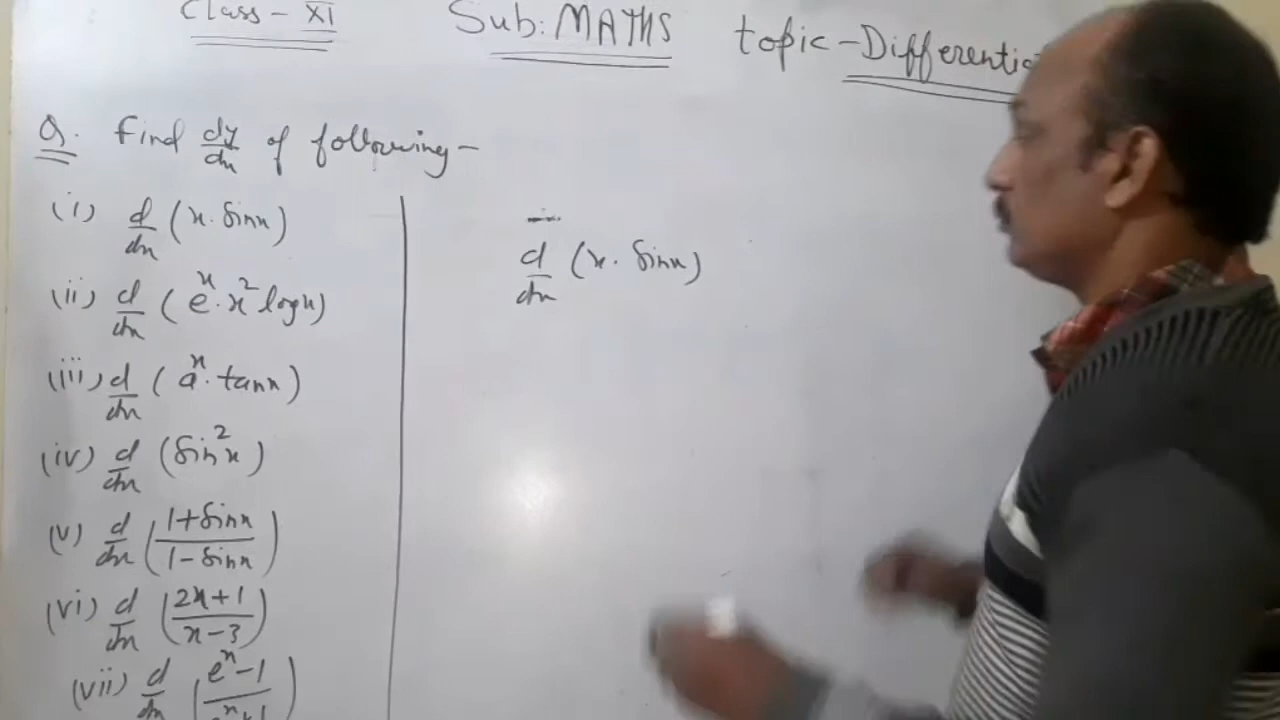 Class - XI Sub: MATHS topic - Differentia
Q. Find dy/dx of following -
(i) d/dx (x. sinx)
(ii) d/dx (e^x. x^2 logx)
(iii) d/dx (a^x. tanx)
(iv) d/dx (sin^2 x)
(v) d/dx (1+sinx / 1-sinx)
(vi) d/dx (2x+1 / x-3)
(vii) d/dx (e^x-1 / e^x+1)
d/dx (x. sinx)